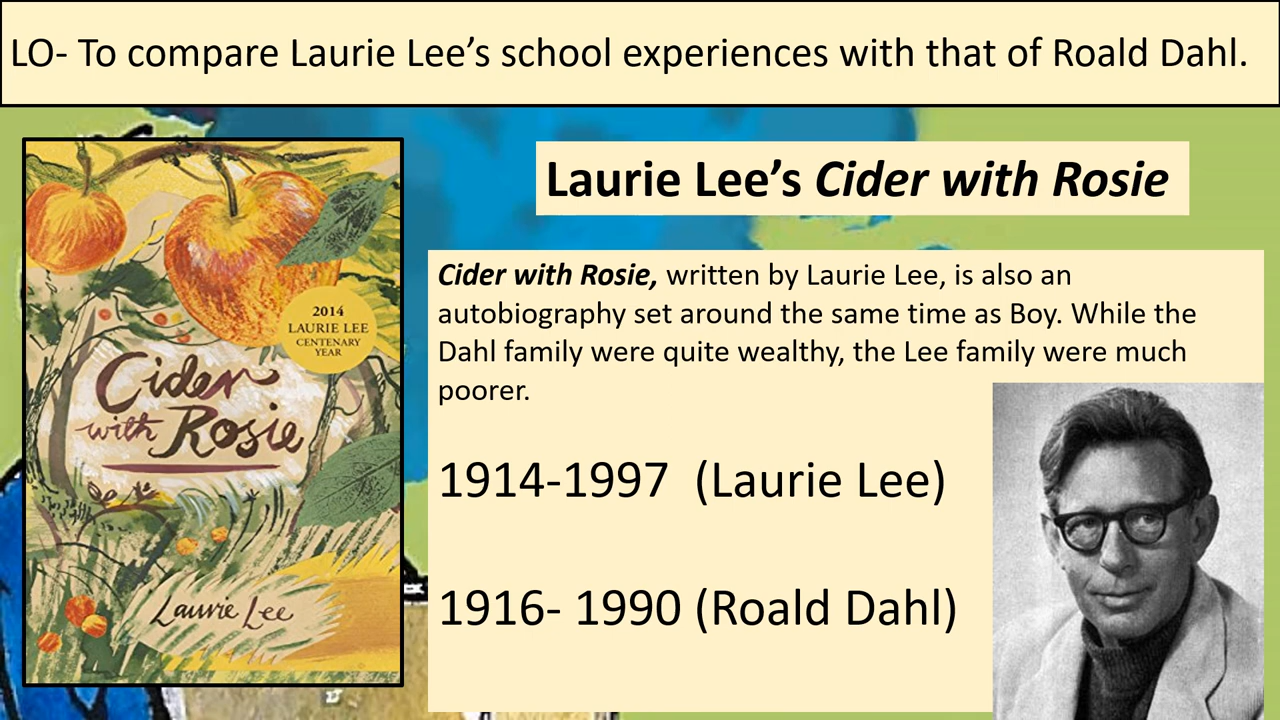 LO- To compare Laurie Lee’s school experiences with that of Roald Dahl.
Laurie Lee’s Cider with Rosie
2014
LAURIE LEE
CENTENARY
YEAR
Cider
with Rosie
Laurie Lee
Cider with Rosie, written by Laurie Lee, is also an
autobiography set around the same time as Boy. While the
Dahl family were quite wealthy, the Lee family were much
poorer.
1914-1997 (Laurie Lee)
1916- 1990 (Roald Dahl)